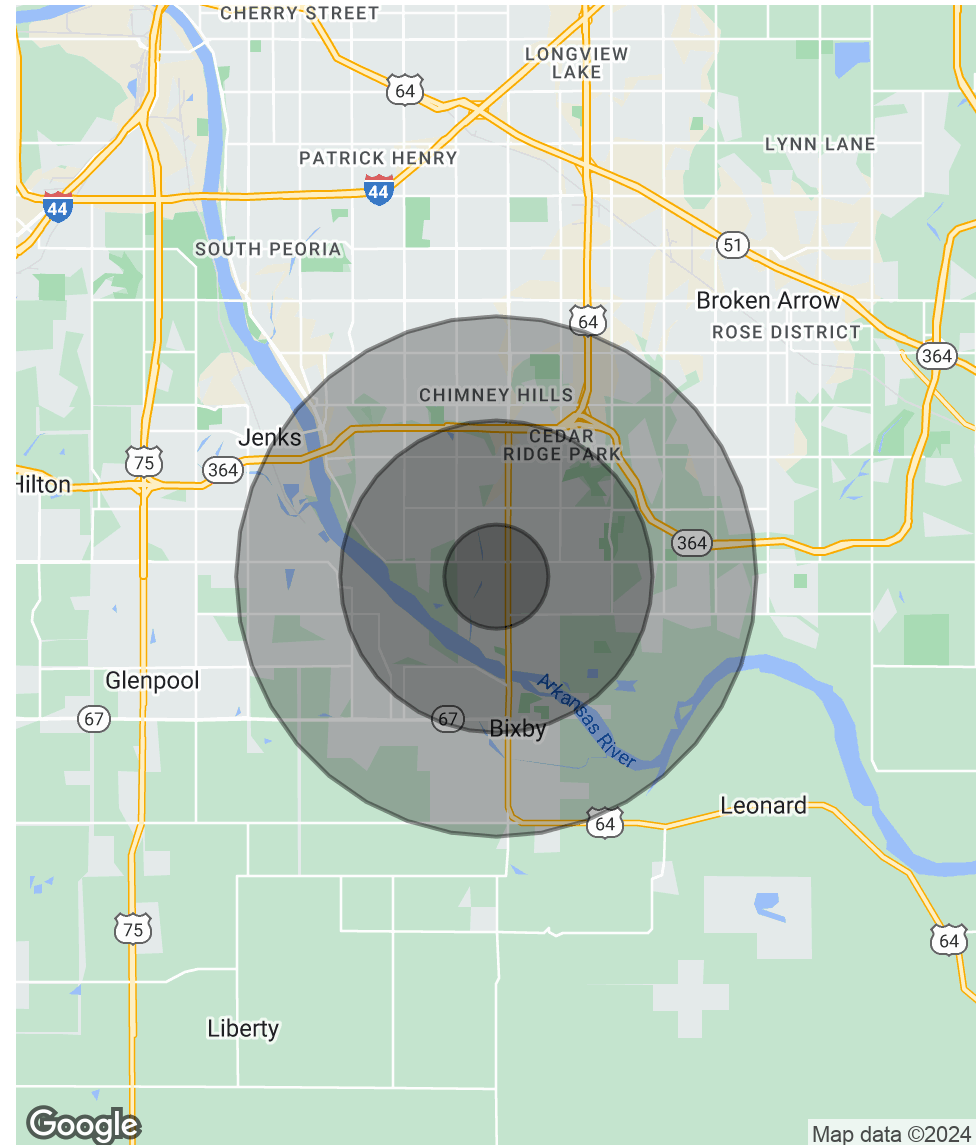 CHERRY STREET
LONGVIEW
LAKE
64
PATRICK HENRY
LYNN LANE
44
44
SOUTH PEORIA
51
Broken Arrow
64
ROSE DISTRICT
364
CHIMNEY HILLS
Jenks
CEDAR
RIDGE PARK
75
364
Hilton
364
Glenpool
Arkansas River
67
67
Bixby
Leonard
64
75
64
Liberty
Google
Map data ©2024